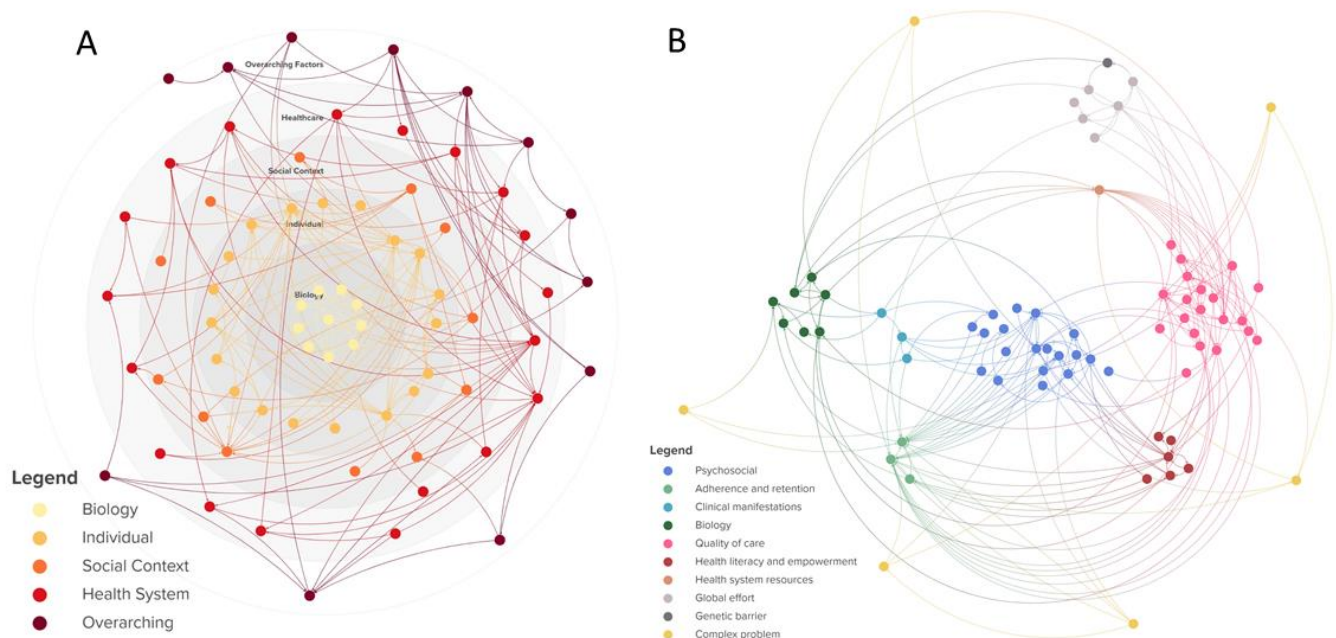 A
Overarching Factors
Healthcare
Social Context
Individual
Biology
Legend
Biology
Individual
Social Context
Health System
Overarching
B
Legend
Psychosocial
Adherence and retention
Clinical manifestations
Biology
Quality of care
Health literacy and empowerment
Health system resources
Global effort
Genetic barrier
Complex problem